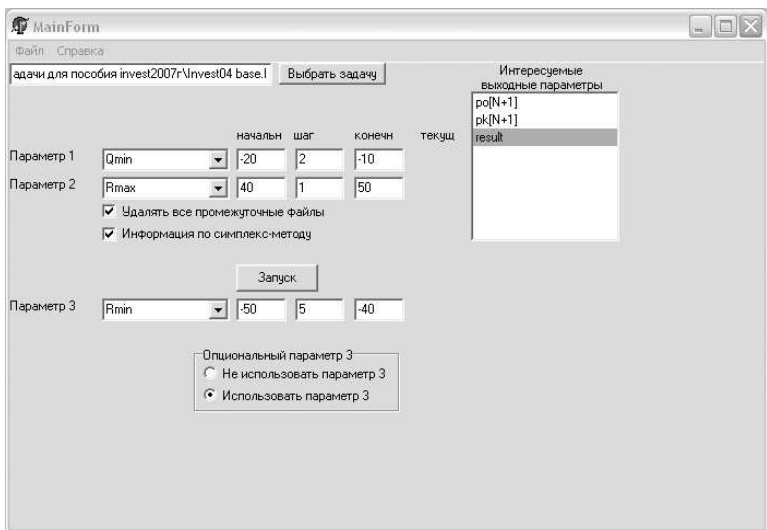 MainForm
Файл Справка
адачи для пособия invest2007г\Invest04 base.l Выбрать задачу
Интересуемые
выходные параметры
po[N+1]
pk[N+1]
result
начальн шаг конечн текущ
Параметр 1 Qmin -20 2 -10
Параметр 2 Rmax 40 1 50
Удалять все промежуточные файлы
Информация по симплекс-методу
Запуск
Параметр 3 Rmin -50 5 -40
Опциональный параметр 3
Не использовать параметр 3
Использовать параметр 3